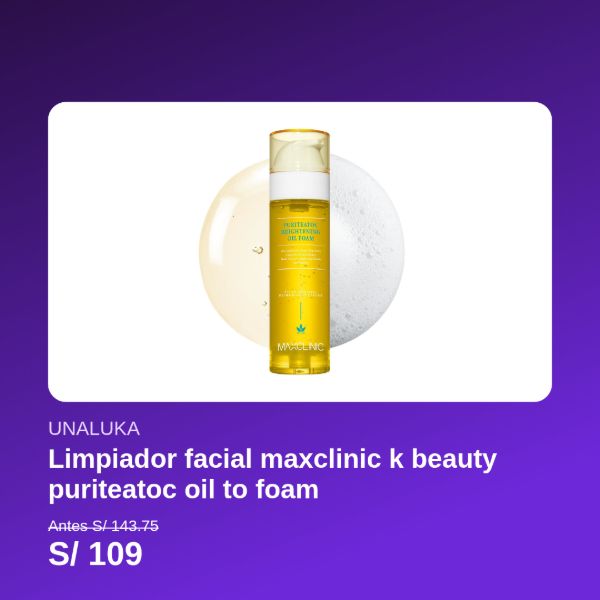 PURITEATOC
BRIGHTENING
OIL FOAM
MAXCLINIC
UNALUKA
Limpiador facial maxclinic k beauty
puriteatoc oil to foam
Antes S/ 143.75
S/ 109